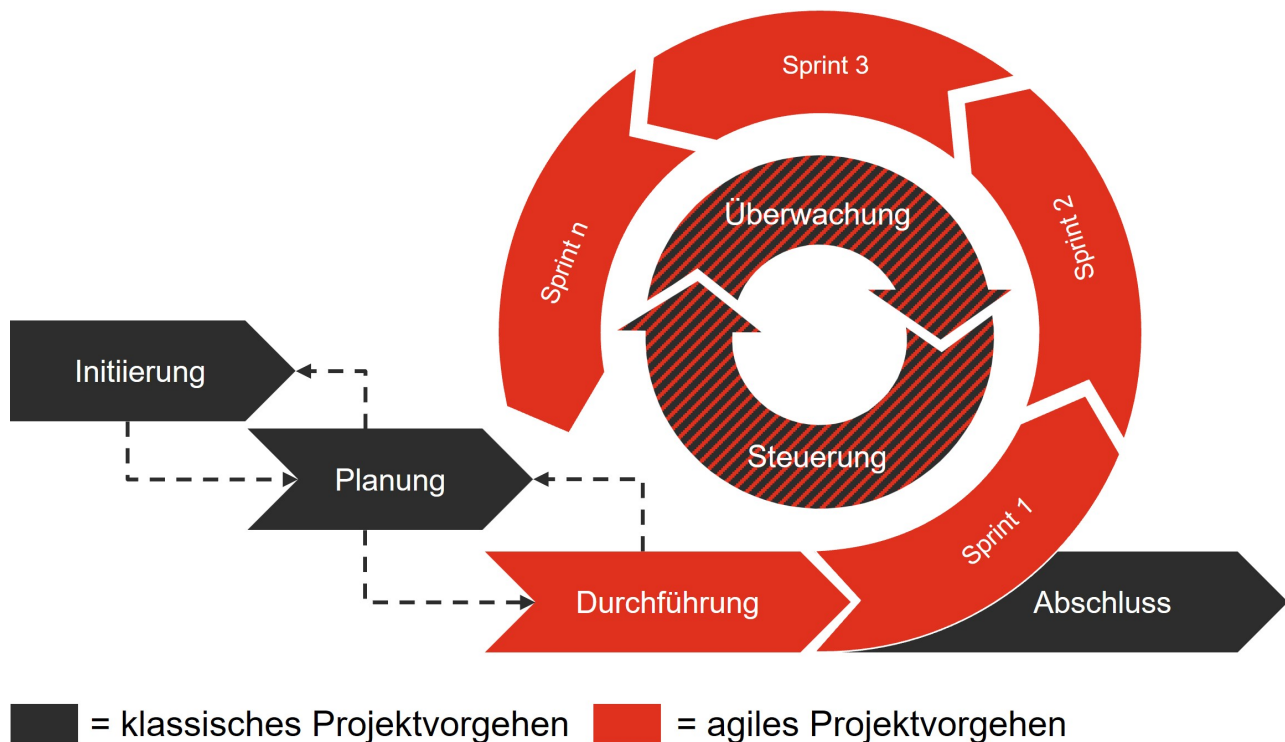 Sprint 3
Sprint 2
Sprint n
Überwachung
Initiierung
Steuerung
Planung
Sprint 1
Durchführung
Abschluss
= klassisches Projektvorgehen
= agiles Projektvorgehen